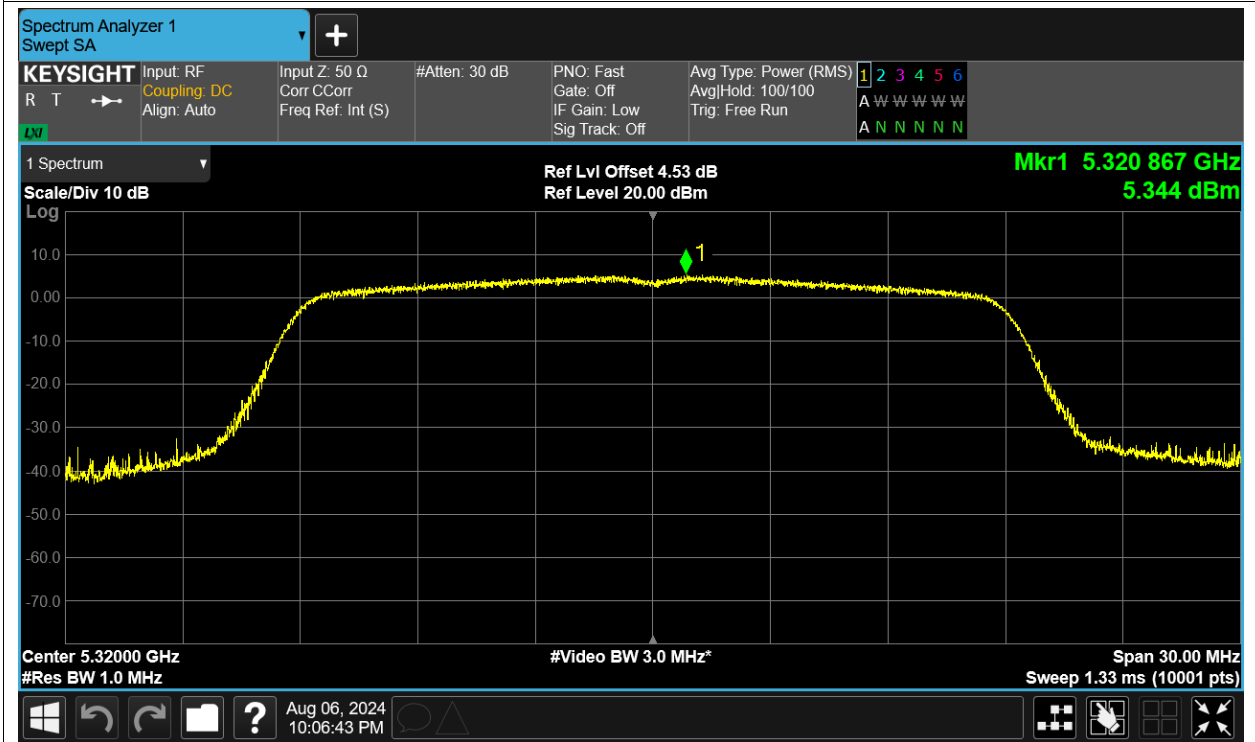 Spectrum Analyzer 1
Swept SA
KEYSIGHT
R T
LXI
Input: RF
Coupling: DC
Align: Auto
Input Z: 50 Ω
Corr CCorr
Freq Ref: Int (S)
#Atten: 30 dB
PNO: Fast
Gate: Off
IF Gain: Low
Sig Track: Off
Avg Type: Power (RMS)
Avg|Hold: 100/100
Trig: Free Run
1 2 3 4 5 6
A W W W W W
A N N N N N
1 Spectrum
Scale/Div 10 dB
Log
Ref Lvl Offset 4.53 dB
Ref Level 20.00 dBm
Mkr1 5.320 867 GHz
5.344 dBm
1
10.0
0.00
-10.0
-20.0
-30.0
-40.0
-50.0
-60.0
-70.0
Center 5.32000 GHz
#Res BW 1.0 MHz
#Video BW 3.0 MHz*
Span 30.00 MHz
Sweep 1.33 ms (10001 pts)
?
Aug 06, 2024
10:06:43 PM